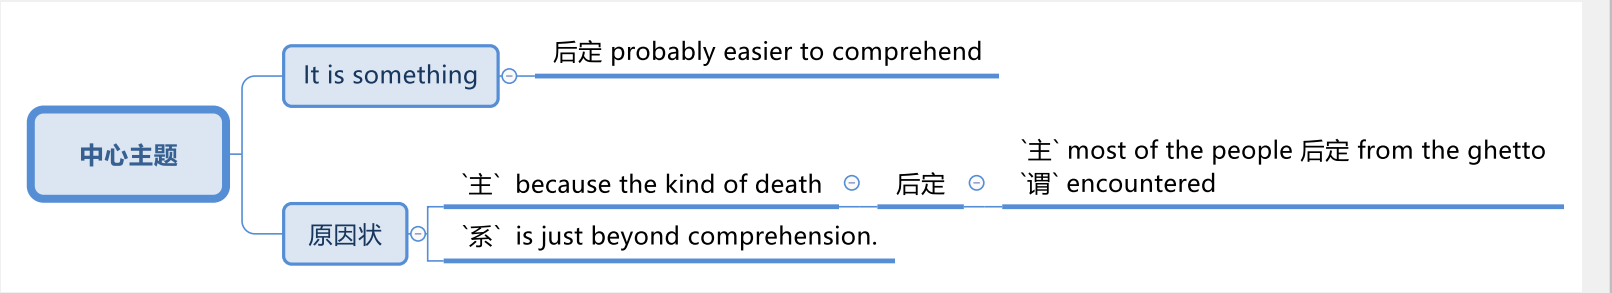 中心主题
It is something
后定 probably easier to comprehend
原因状
`主` because the kind of death
后定
`主` most of the people 后定 from the ghetto
`谓` encountered
`系` is just beyond comprehension.